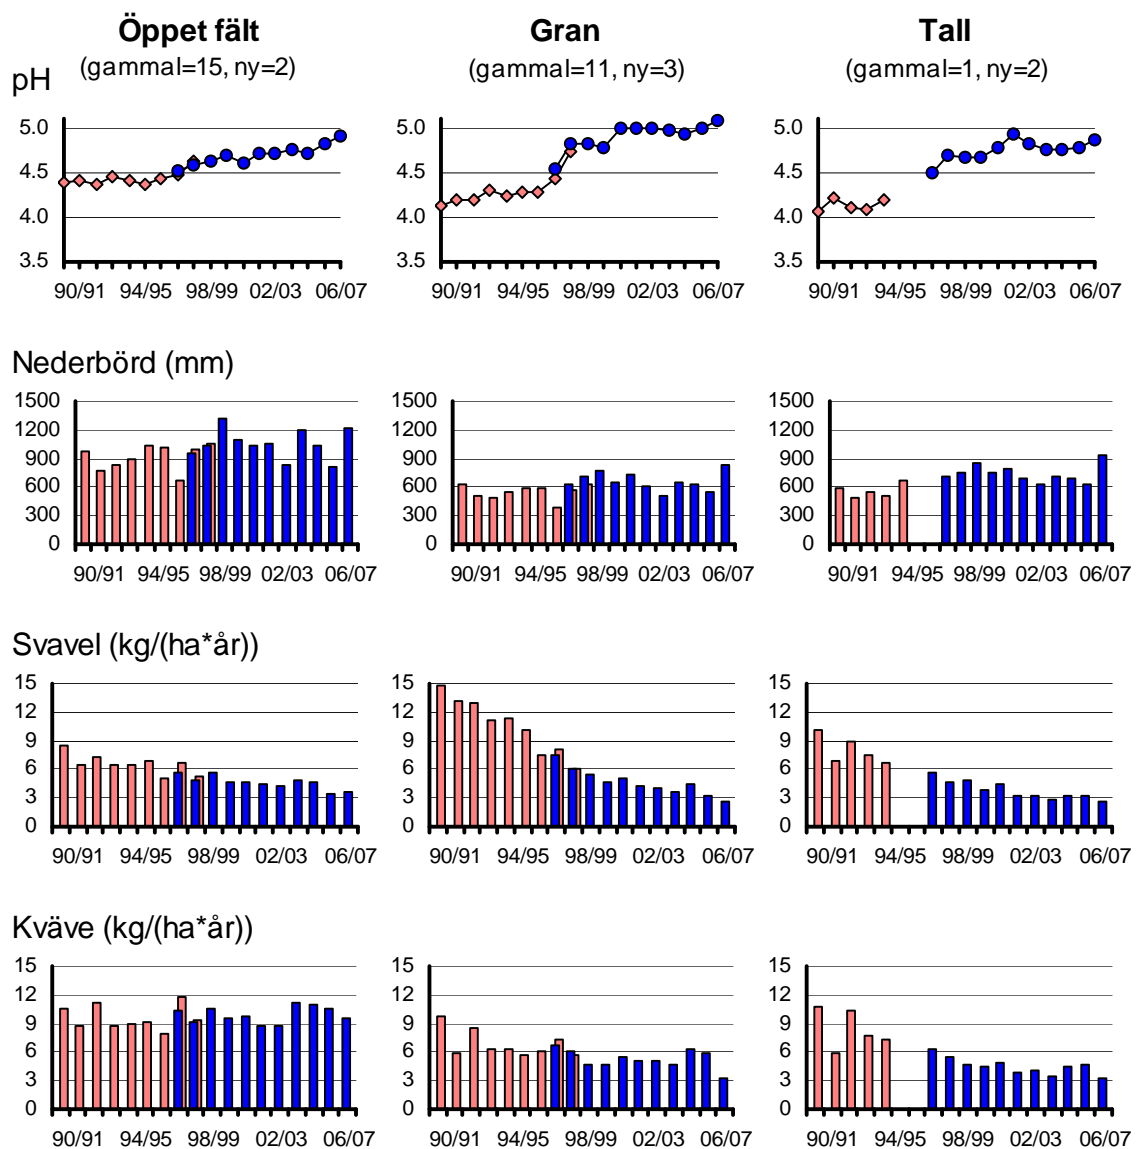 Öppet fält Gran Tall
(gammal=15, ny=2) (gammal=11, ny=3) (gammal=1, ny=2)
pH
5.0 5.0 5.0
4.5 4.5 4.5
4.0 4.0 4.0
3.5 3.5 3.5
90/91 94/95 98/99 02/03 06/07 90/91 94/95 98/99 02/03 06/07 90/91 94/95 98/99 02/03 06/07
Nederbörd (mm)
1500 1500 1500
1200 1200 1200
900 900 900
600 600 600
300 300 300
0 0 0
90/91 94/95 98/99 02/03 06/07 90/91 94/95 98/99 02/03 06/07 90/91 94/95 98/99 02/03 06/07
Svavel (kg/(ha*år))
15 15 15
12 12 12
9 9 9
6 6 6
3 3 3
0 0 0
90/91 94/95 98/99 02/03 06/07 90/91 94/95 98/99 02/03 06/07 90/91 94/95 98/99 02/03 06/07
Kväve (kg/(ha*år))
15 15 15
12 12 12
9 9 9
6 6 6
3 3 3
0 0 0
90/91 94/95 98/99 02/03 06/07 90/91 94/95 98/99 02/03 06/07 90/91 94/95 98/99 02/03 06/07